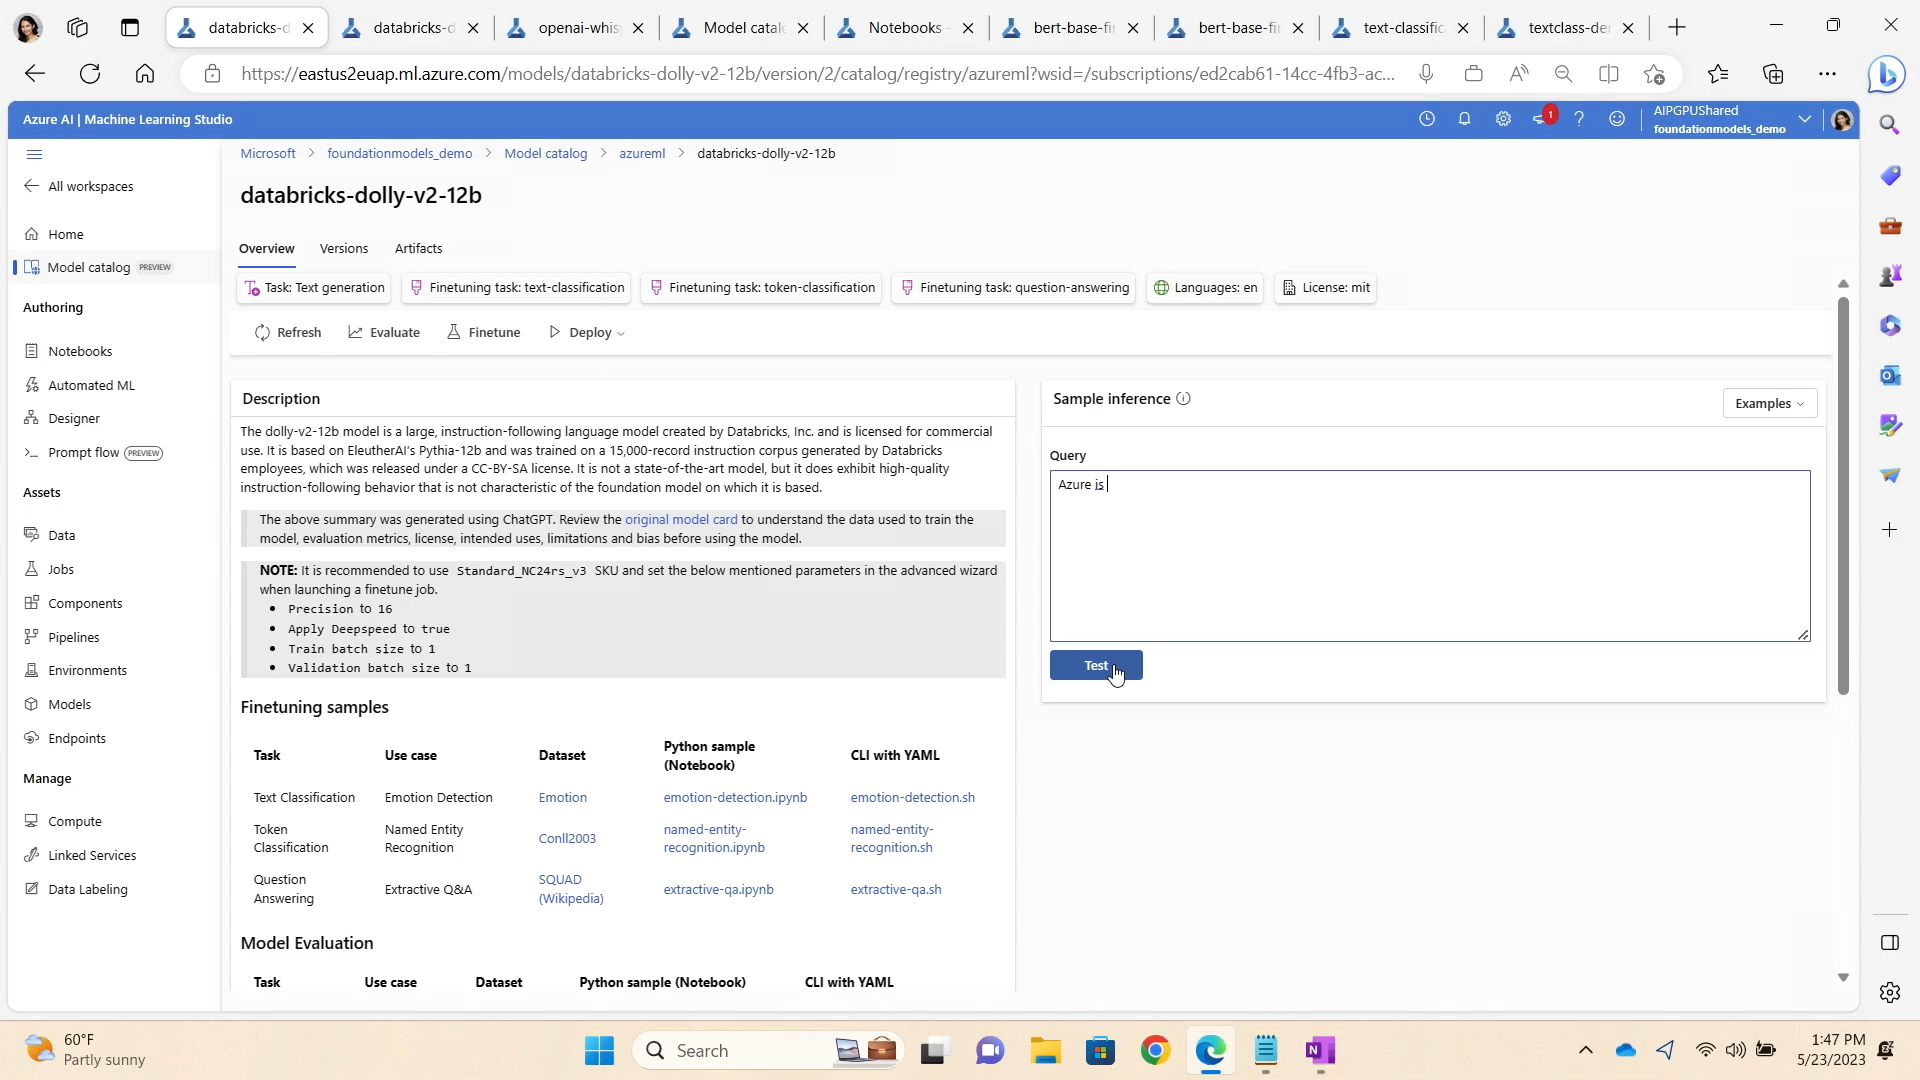 databricks-d
databricks-d
openai-whis
Model catal
Notebooks -
bert-base-fi
bert-base-fi
text-classific
textclass-de
https://eastus2euap.ml.azure.com/models/databricks-dolly-v2-12b/version/2/catalog/registry/azureml?wsid=/subscriptions/ed2cab61-14cc-4fb3-ac...
Azure AI | Machine Learning Studio
1
AIPGPUShared
foundationmodels_demo
All workspaces
Home
Model catalog PREVIEW
Authoring
Notebooks
Automated ML
Designer
Prompt flow PREVIEW
Assets
Data
Jobs
Components
Pipelines
Environments
Models
Endpoints
Manage
Compute
Linked Services
Data Labeling
Microsoft > foundationmodels_demo > Model catalog > azureml > databricks-dolly-v2-12b
databricks-dolly-v2-12b
Overview Versions Artifacts
Task: Text generation
Finetuning task: text-classification
Finetuning task: token-classification
Finetuning task: question-answering
Languages: en
License: mit
Refresh Evaluate Finetune Deploy
Description
The dolly-v2-12b model is a large, instruction-following language model created by Databricks, Inc. and is licensed for commercial
use. It is based on EleutherAI's Pythia-12b and was trained on a 15,000-record instruction corpus generated by Databricks
employees, which was released under a CC-BY-SA license. It is not a state-of-the-art model, but it does exhibit high-quality
instruction-following behavior that is not characteristic of the foundation model on which it is based.
The above summary was generated using ChatGPT. Review the original model card to understand the data used to train the
model, evaluation metrics, license, intended uses, limitations and bias before using the model.
NOTE: It is recommended to use Standard_NC24rs_v3 SKU and set the below mentioned parameters in the advanced wizard
when launching a finetune job.
• Precision to 16
• Apply Deepspeed to true
• Train batch size to 1
• Validation batch size to 1
Finetuning samples
Task Use case Dataset Python sample (Notebook) CLI with YAML
Text Classification Emotion Detection Emotion emotion-detection.ipynb emotion-detection.sh
Token Classification Named Entity Recognition Conll2003 named-entity-recognition.ipynb named-entity-recognition.sh
Question Answering Extractive Q&A SQUAD (Wikipedia) extractive-qa.ipynb extractive-qa.sh
Model Evaluation
Task Use case Dataset Python sample (Notebook) CLI with YAML
Sample inference
Examples
Query
Azure is
Test
60°F
Partly sunny
Search
1:47 PM
5/23/2023